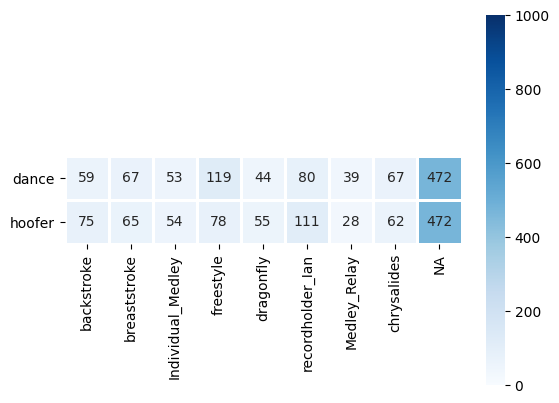 1000
800
600
400
200
0
dance 59 67 53 119 44 80 39 67 472
hoofer 75 65 54 78 55 111 28 62 472
backstroke
breaststroke
Individual_Medley
freestyle
dragonfly
recordholder_Ian
Medley_Relay
chrysalides
NA